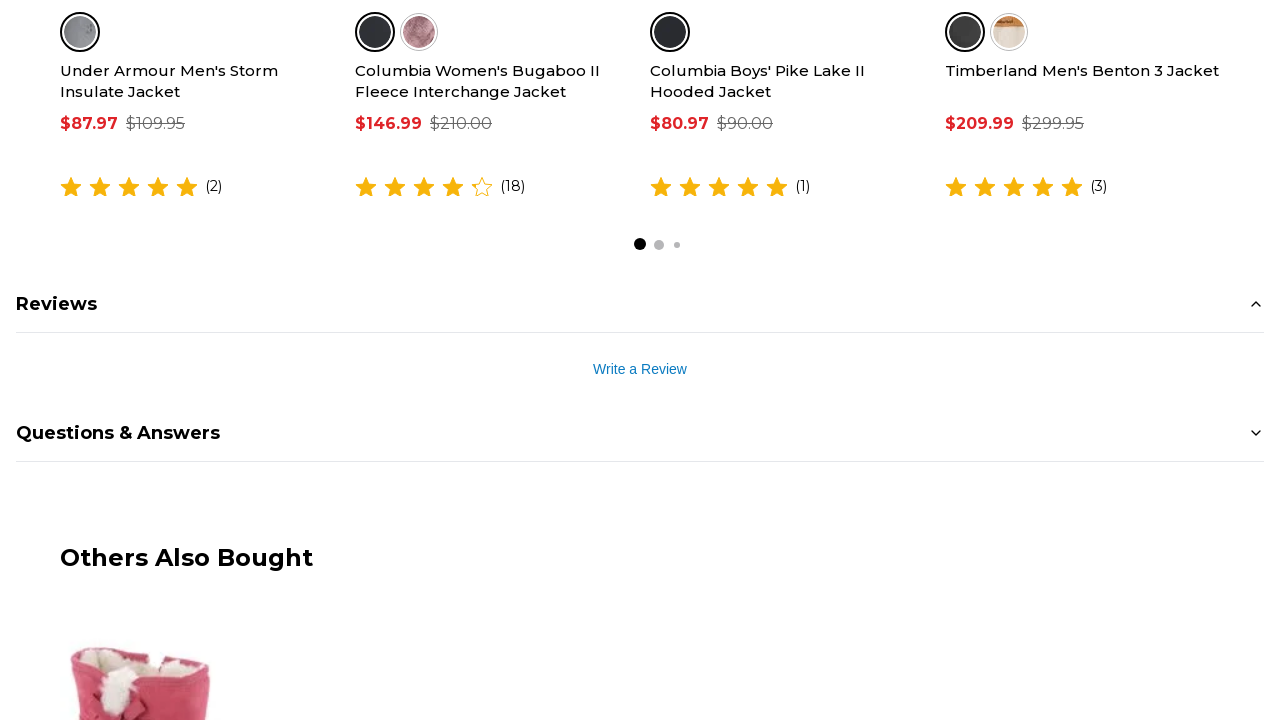 Under Armour Men's Storm
Insulate Jacket
$87.97 $109.95
(2)
Columbia Women's Bugaboo II
Fleece Interchange Jacket
$146.99 $210.00
(18)
Columbia Boys' Pike Lake II
Hooded Jacket
$80.97 $90.00
(1)
Timberland Men's Benton 3 Jacket
$209.99 $299.95
(3)
Reviews
Write a Review
Questions & Answers
Others Also Bought